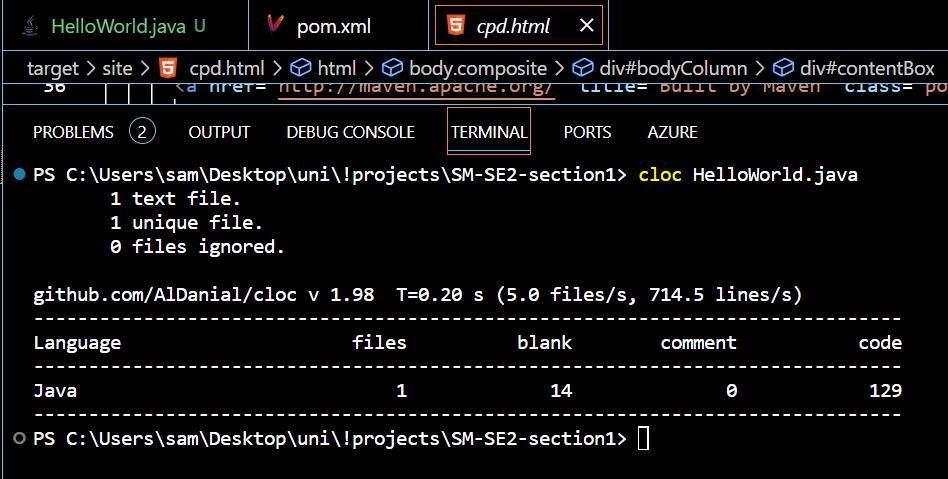 HelloWorld.java U pom.xml cpd.html
target > site > cpd.html > html > body.composite > div#bodyColumn > div#contentBox
36 <a href="http://maven.apache.org/" title="Built by Maven" class="po
PROBLEMS 2 OUTPUT DEBUG CONSOLE TERMINAL PORTS AZURE
PS C:\Users\sam\Desktop\uni\!projects\SM-SE2-section1> cloc HelloWorld.java
1 text file.
1 unique file.
0 files ignored.
github.com/AlDanial/cloc v 1.98 T=0.20 s (5.0 files/s, 714.5 lines/s)
-------------------------------------------------------------------------------
Language files blank comment code
-------------------------------------------------------------------------------
Java 1 14 0 129
-------------------------------------------------------------------------------
PS C:\Users\sam\Desktop\uni\!projects\SM-SE2-section1>